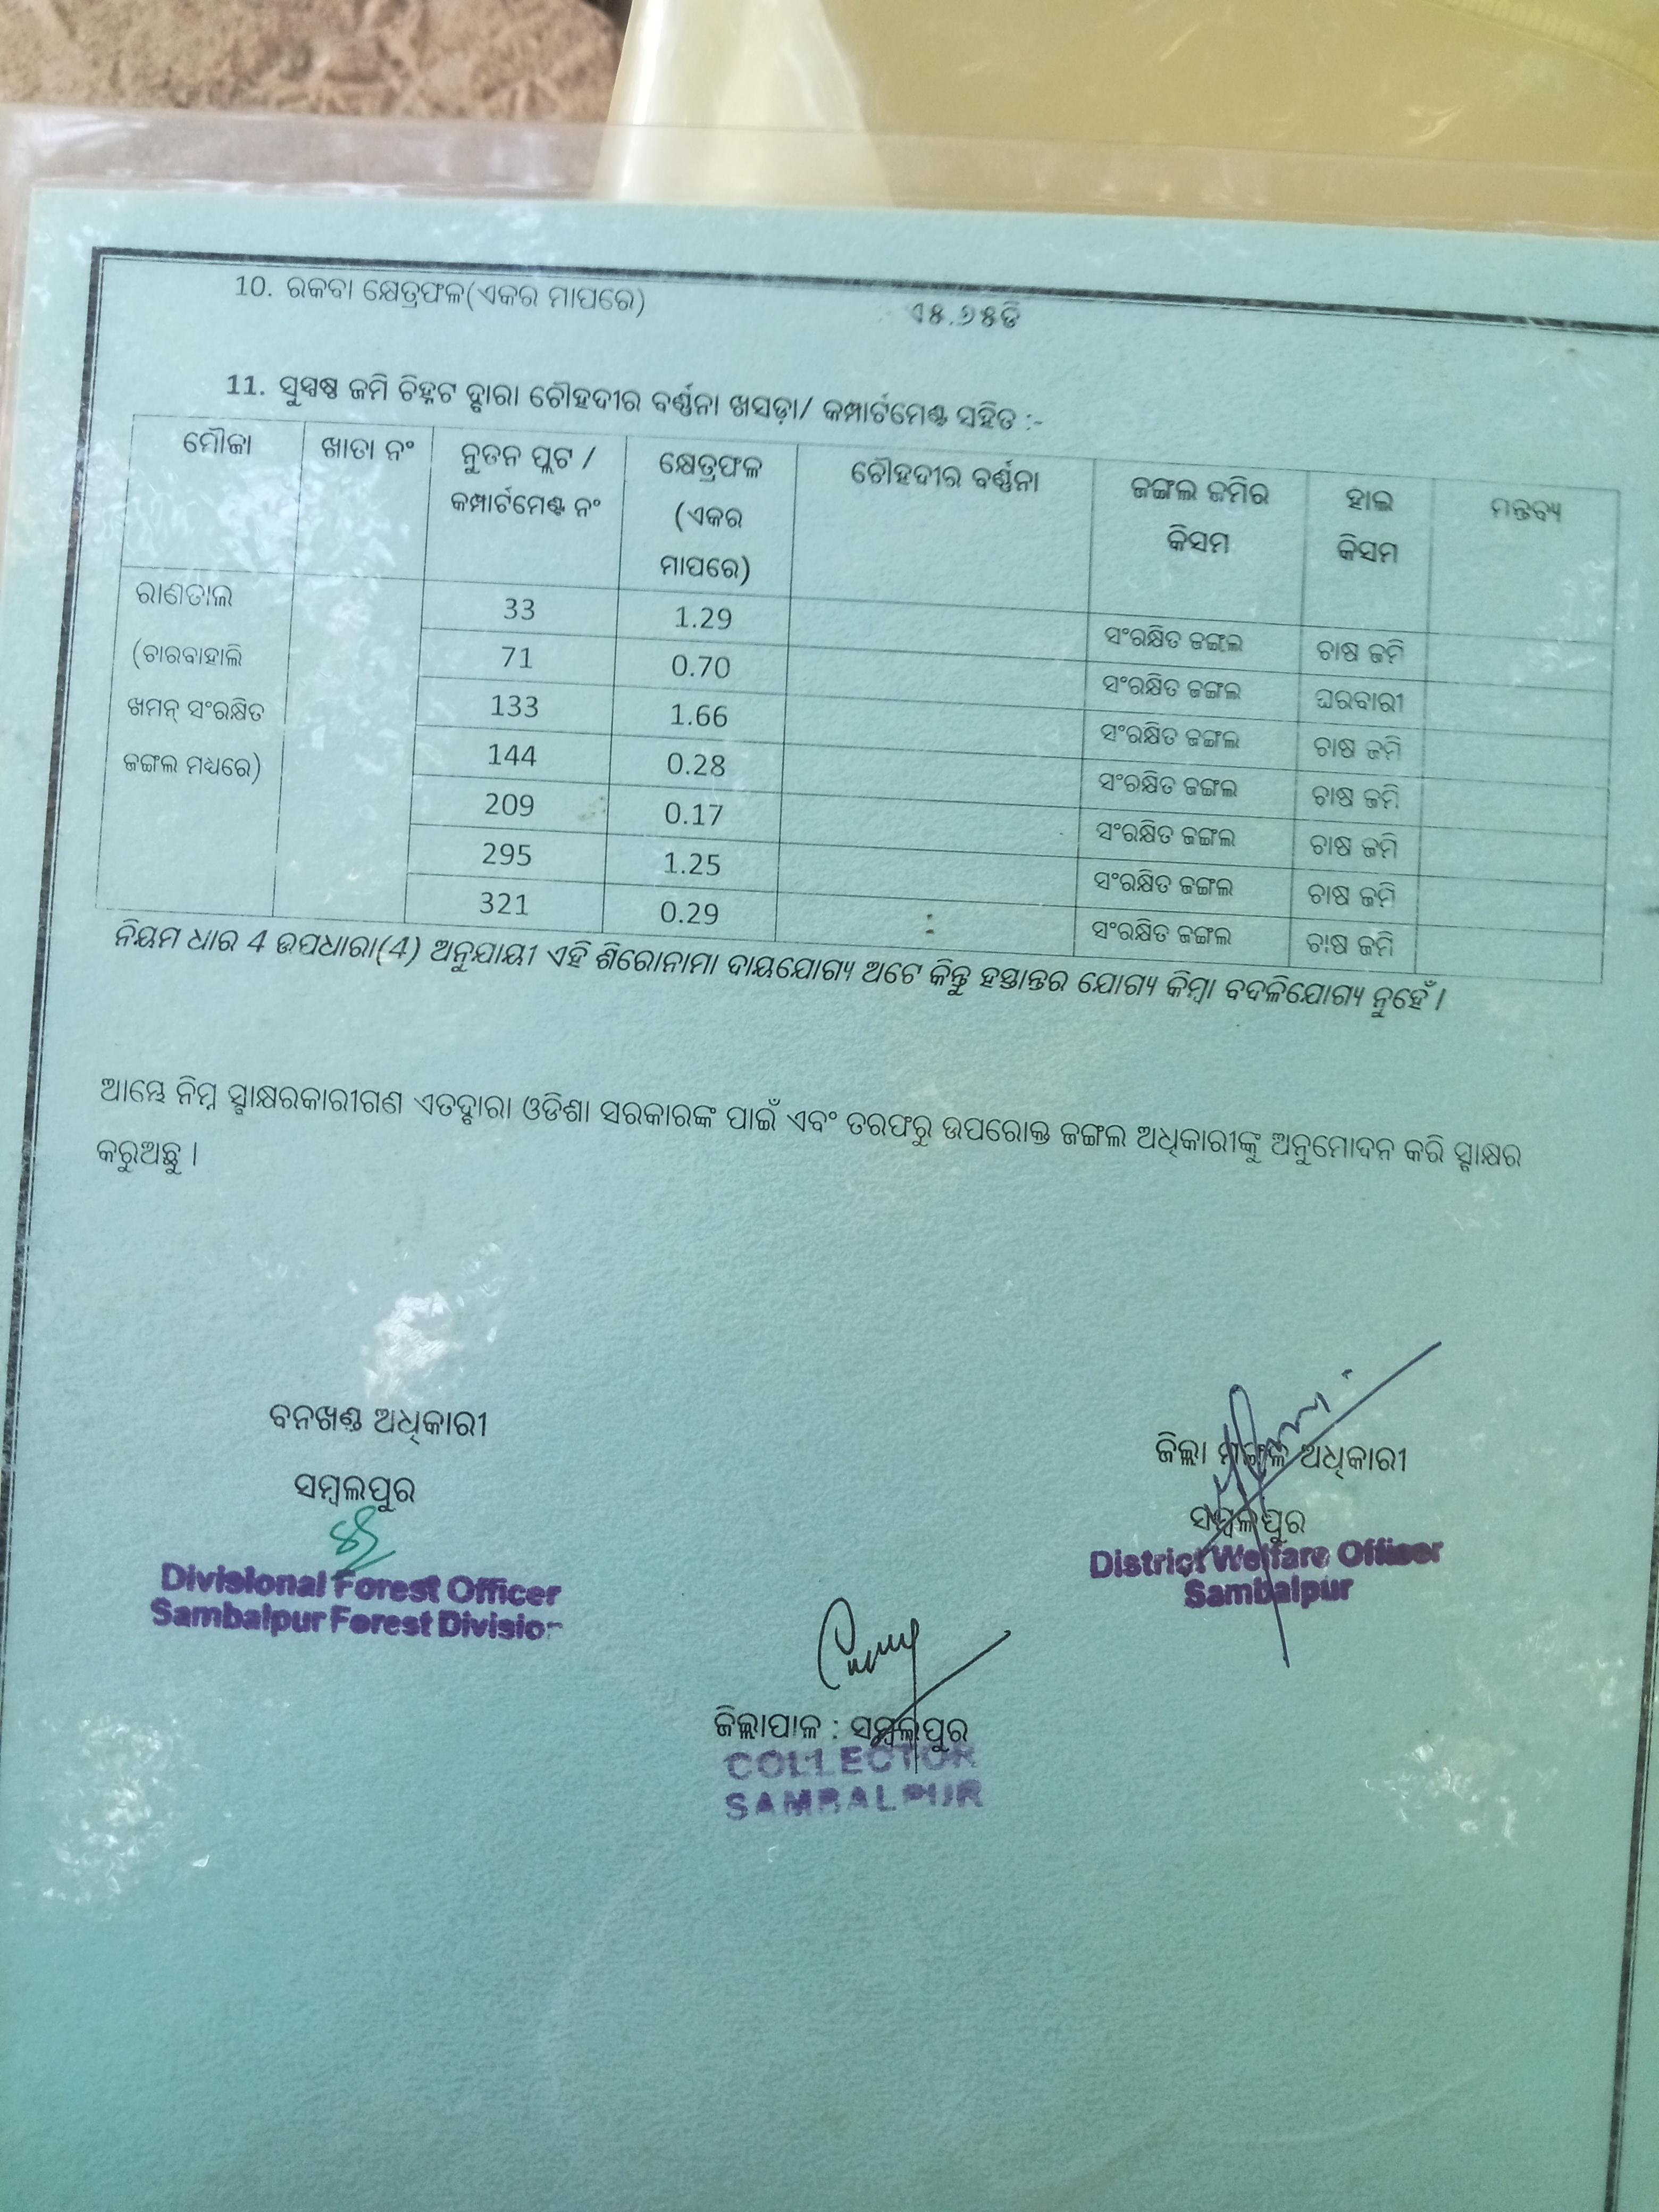 10. ରକବା କ୍ଷେତ୍ରଫଳ(ଏକର ମାପରେ) ଏ୫.୬୫ଡି
11. ସୁସ୍ପଷ୍ଟ ଜମି ଚିହ୍ନଟ ଦ୍ବାରା ଚୌହଦୀର ବର୍ଣ୍ଣନା ଖସଡ଼ା/ କମ୍ପାର୍ଟମେଣ୍ଟ ସହିତ :-
ମୌଜା ଖାତା ନଂ ନୁତନ ପ୍ଲଟ / କମ୍ପାର୍ଟମେଣ୍ଟ ନଂ କ୍ଷେତ୍ରଫଳ (ଏକର ମାପରେ) ଚୌହଦୀର ବର୍ଣ୍ଣନା ଜଙ୍ଗଲ ଜମିର କିସମ ହାଲ କିସମ ମନ୍ତବ୍ୟ
ରାଣତାଲ
(ଚାରବାହାଲି
ଖମନ୍ ସଂରକ୍ଷିତ
ଜଙ୍ଗଲ ମଧ୍ୟରେ)
33 1.29 ସଂରକ୍ଷିତ ଜଙ୍ଗଲ ଚାଷ ଜମି
71 0.70 ସଂରକ୍ଷିତ ଜଙ୍ଗଲ ଘରବାରୀ
133 1.66 ସଂରକ୍ଷିତ ଜଙ୍ଗଲ ଚାଷ ଜମି
144 0.28 ସଂରକ୍ଷିତ ଜଙ୍ଗଲ ଚାଷ ଜମି
209 0.17 ସଂରକ୍ଷିତ ଜଙ୍ଗଲ ଚାଷ ଜମି
295 1.25 ସଂରକ୍ଷିତ ଜଙ୍ଗଲ ଚାଷ ଜମି
321 0.29 ସଂରକ୍ଷିତ ଜଙ୍ଗଲ ଚାଷ ଜମି
ନିୟମ ଧାର 4 ଉପଧାରା(4) ଅନୁଯାୟୀ ଏହି ଶିରୋନାମା ଦାୟଯୋଗ୍ୟ ଅଟେ କିନ୍ତୁ ହସ୍ତାନ୍ତର ଯୋଗ୍ୟ କିମ୍ବା ବଦଳିଯୋଗ୍ୟ ନୁହେଁ ।
ଆମ୍ଭେ ନିମ୍ନ ସ୍ବାକ୍ଷରକାରୀଗଣ ଏତଦ୍ବାରା ଓଡିଶା ସରକାରଙ୍କ ପାଇଁ ଏବଂ ତରଫରୁ ଉପରୋକ୍ତ ଜଙ୍ଗଲ ଅଧିକାରୀଙ୍କୁ ଅନୁମୋଦନ କରି ସ୍ବାକ୍ଷର
କରୁଅଛୁ ।
ବନଖଣ୍ଡ ଅଧିକାରୀ
ସମ୍ବଲପୁର
Divisional Forest Officer
Sambalpur Forest Division
ଜିଲ୍ଲା ମଙ୍ଗଳ ଅଧିକାରୀ
ସମ୍ବଲପୁର
District Welfare Officer
Sambalpur
ଜିଲ୍ଲାପାଳ : ସମ୍ବଲପୁର
COLLECTOR
SAMBALPUR